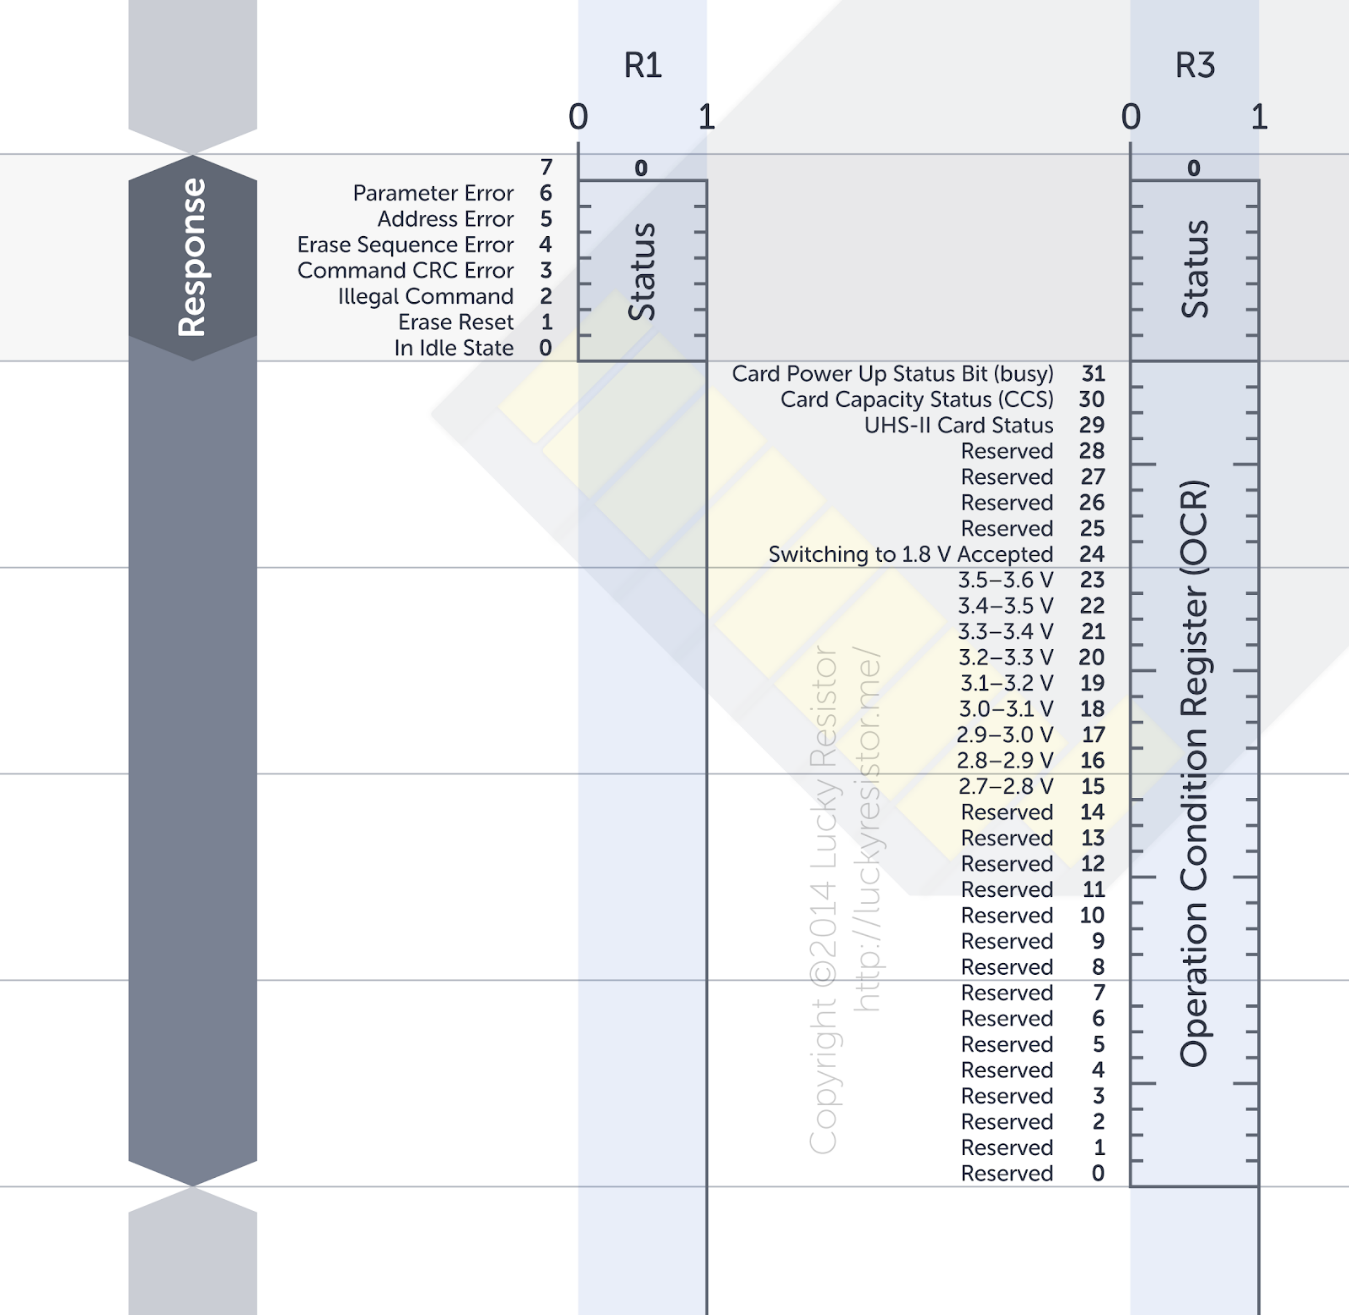 R1
R3
0 1
0 1
Response
7 0
Parameter Error 6
Address Error 5
Erase Sequence Error 4
Command CRC Error 3
Illegal Command 2
Erase Reset 1
In Idle State 0
Status
0
Status
Card Power Up Status Bit (busy) 31
Card Capacity Status (CCS) 30
UHS-II Card Status 29
Reserved 28
Reserved 27
Reserved 26
Reserved 25
Switching to 1.8 V Accepted 24
3.5–3.6 V 23
3.4–3.5 V 22
3.3–3.4 V 21
3.2–3.3 V 20
3.1–3.2 V 19
3.0–3.1 V 18
2.9–3.0 V 17
2.8–2.9 V 16
2.7–2.8 V 15
Reserved 14
Reserved 13
Reserved 12
Reserved 11
Reserved 10
Reserved 9
Reserved 8
Reserved 7
Reserved 6
Reserved 5
Reserved 4
Reserved 3
Reserved 2
Reserved 1
Reserved 0
Operation Condition Register (OCR)
Copyright ©2014 Lucky Resistor
http://luckyresistor.me/